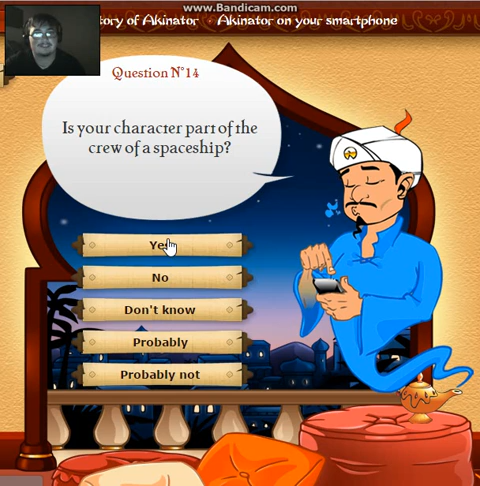 www.Bandicam.com
tory of Akinator Akinator on your smartphone
Question N°14
Is your character part of the
crew of a spaceship?
Yes
No
Don't know
Probably
Probably not